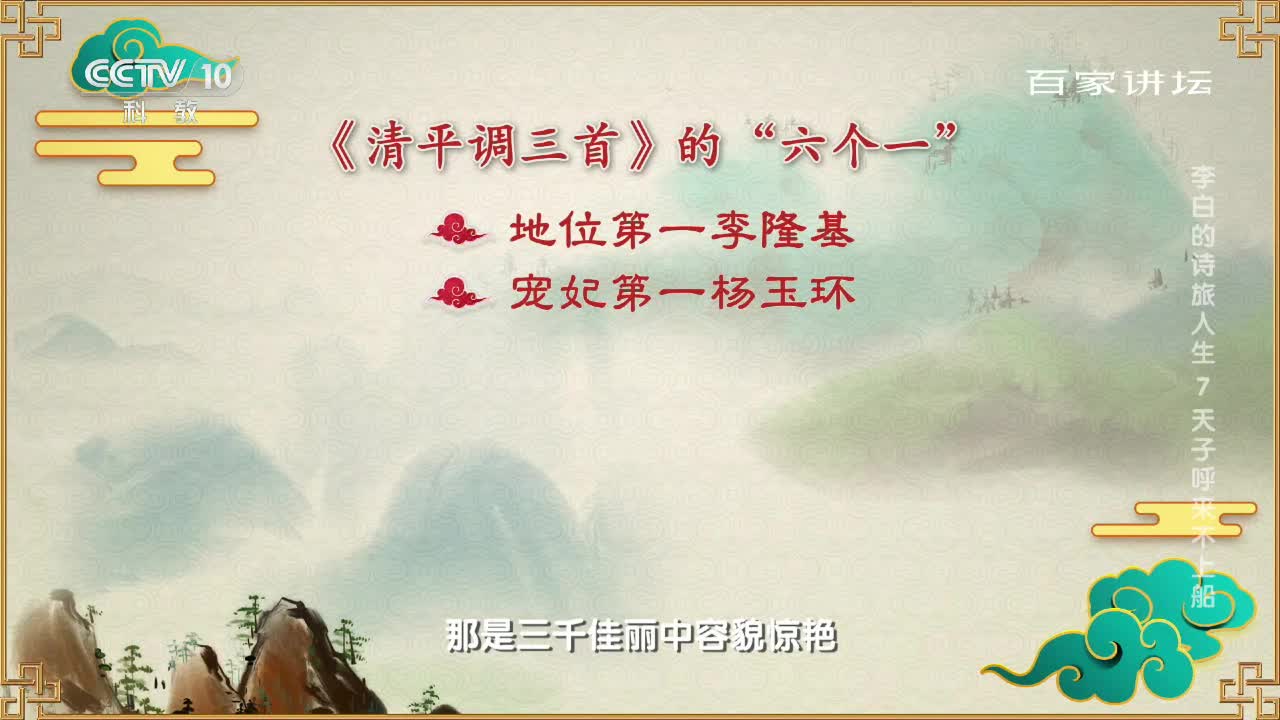 CCTV 10
科教
百家讲坛
《清平调三首》的“六个一”
地位第一李隆基
宠妃第一杨玉环
李白的诗旅人生 7 天子呼来不上船
那是三千佳丽中容貌惊艳